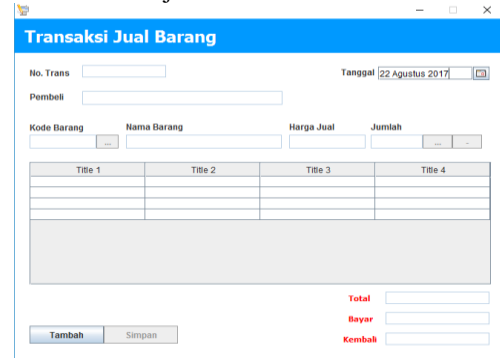 Transaksi Jual Barang
No. Trans
Tanggal 22 Agustus 2017
Pembeli
Kode Barang Nama Barang Harga Jual Jumlah
... ... -
Title 1 Title 2 Title 3 Title 4
Total
Bayar
Tambah Simpan
Kembali